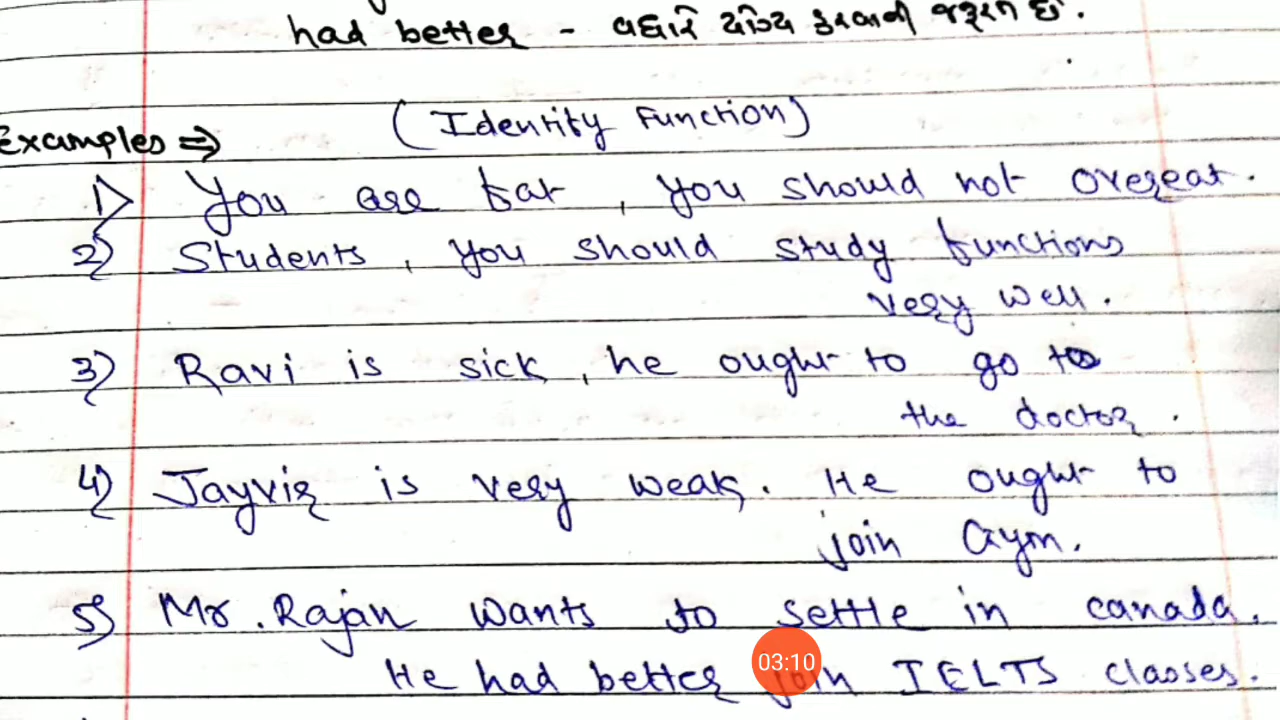 had better - વધારે યોગ્ય કરવાની જરૂરત છે.
(Identity Function)
Examples ⇒
1) You are fat, you should not overeat.
2) Students, you should study functions
very well.
3) Ravi is sick, he ought to go to
the doctor.
4) Jayvir is very weak. He ought to
join Gym.
5) Mr. Rajan wants to settle in canada.
He had better join IELTS classes.
03:10